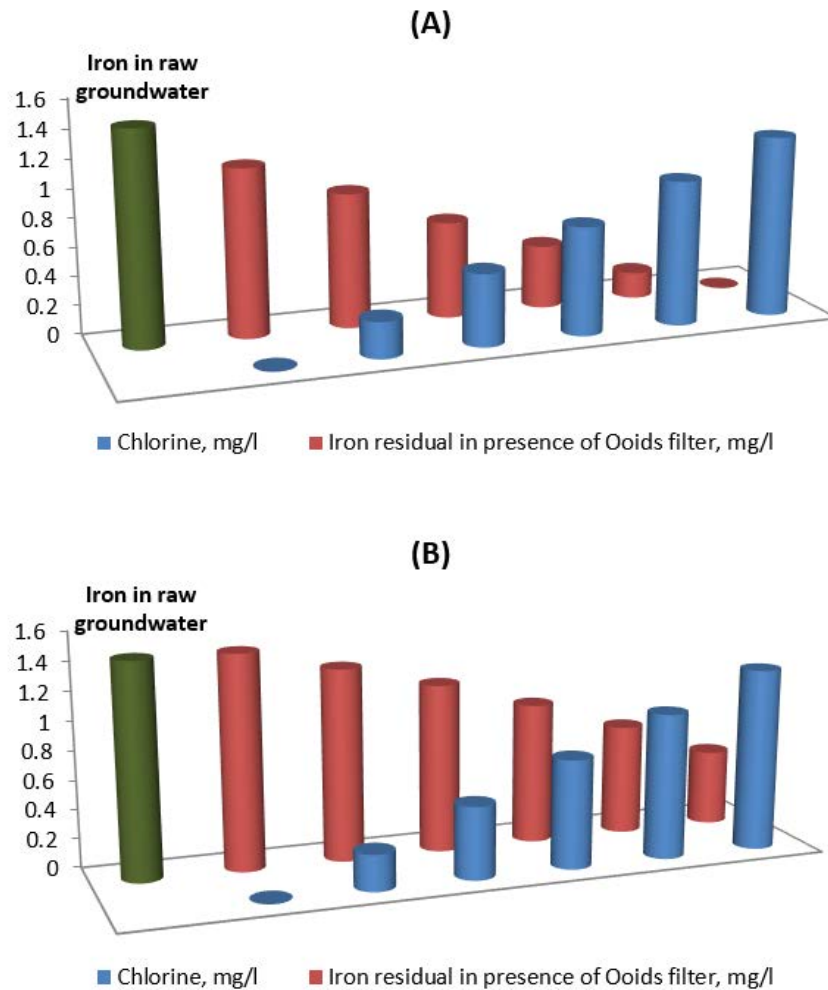 (A)
Iron in raw
groundwater
1.6
1.4
1.2
1
0.8
0.6
0.4
0.2
0
Chlorine, mg/l Iron residual in presence of Ooids filter, mg/l
(B)
Iron in raw
groundwater
1.6
1.4
1.2
1
0.8
0.6
0.4
0.2
0
Chlorine, mg/l Iron residual in presence of Ooids filter, mg/l